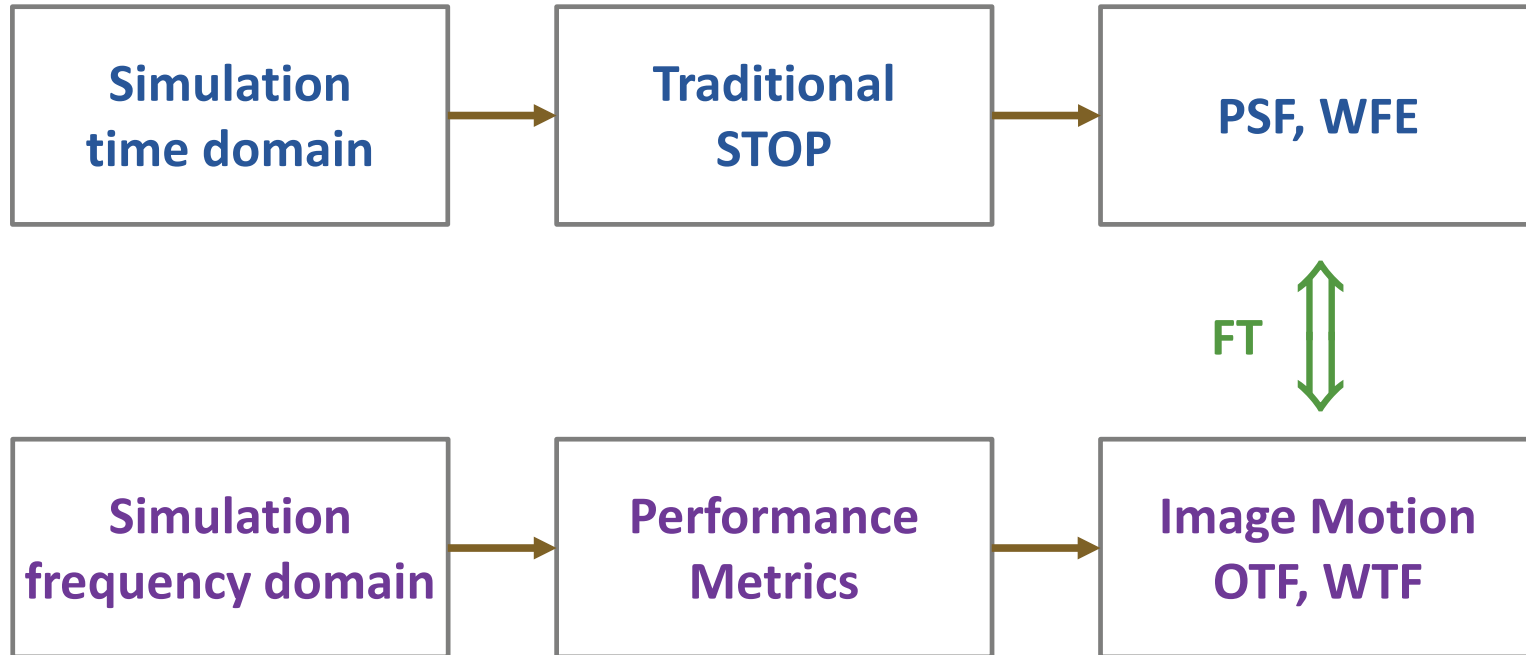 Simulation
time domain
Traditional
STOP
PSF, WFE
FT
Simulation
frequency domain
Performance
Metrics
Image Motion
OTF, WTF